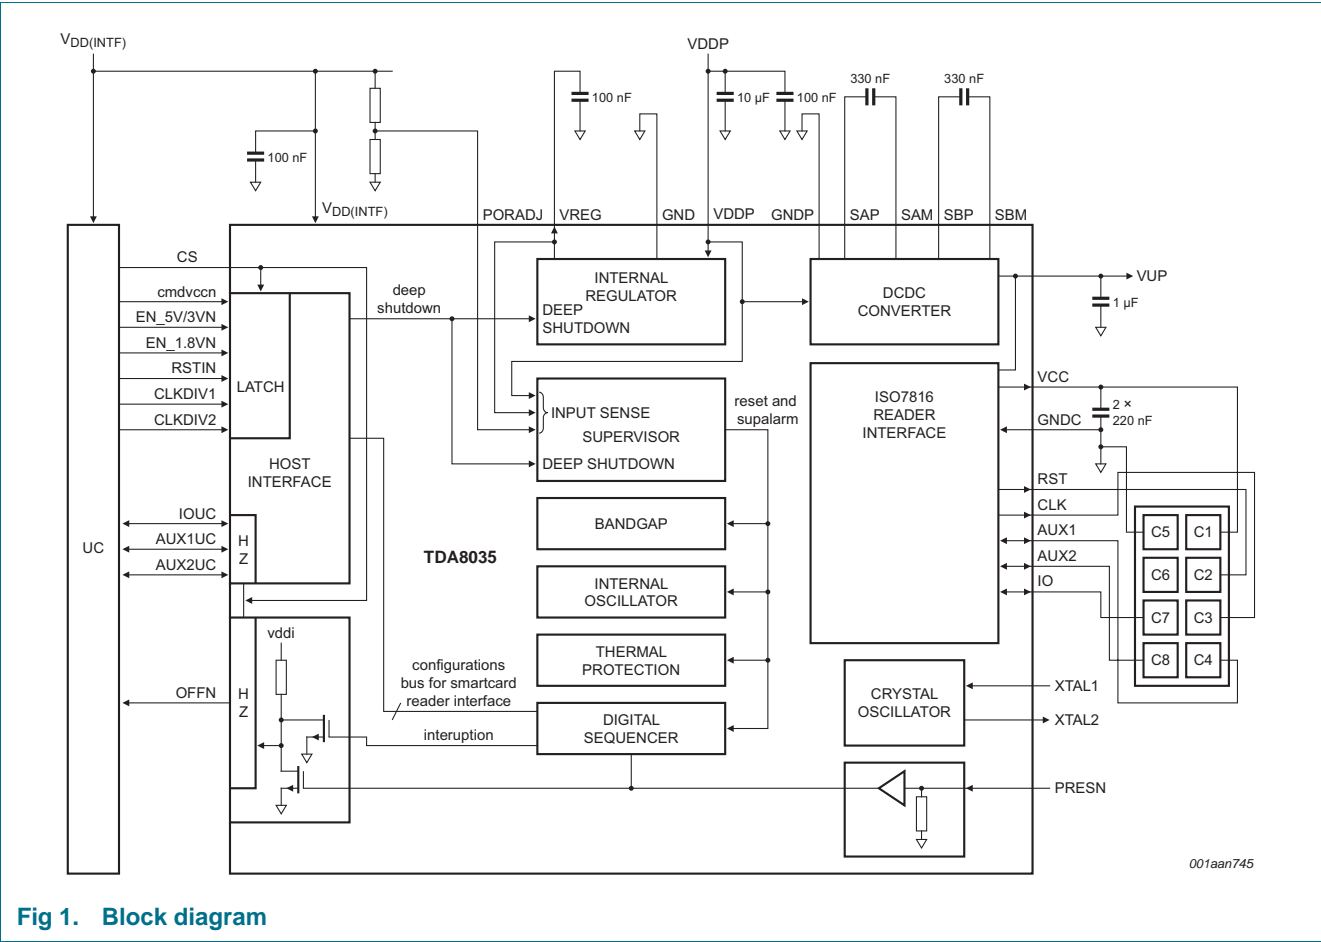 VDD(INTF)
VDDP
100 nF
10 µF
100 nF
330 nF
330 nF
100 nF
VDD(INTF)
PORADJ
VREG
GND
VDDP
GNDP
SAP
SAM
SBP
SBM
CS
cmdvccn
EN_5V/3VN
EN_1.8VN
RSTIN
CLKDIV1
CLKDIV2
LATCH
HOST
INTERFACE
deep
shutdown
INTERNAL
REGULATOR
DEEP
SHUTDOWN
DCDC
CONVERTER
VUP
1 µF
INPUT SENSE
SUPERVISOR
DEEP SHUTDOWN
reset and
supalarm
ISO7816
READER
INTERFACE
VCC
2 ×
220 nF
GNDC
RST
CLK
AUX1
AUX2
IO
UC
IOUC
AUX1UC
AUX2UC
H
Z
TDA8035
BANDGAP
INTERNAL
OSCILLATOR
THERMAL
PROTECTION
DIGITAL
SEQUENCER
C5
C1
C6
C2
C7
C3
C8
C4
vddi
OFFN
H
Z
configurations
bus for smartcard
reader interface
interuption
CRYSTAL
OSCILLATOR
XTAL1
XTAL2
PRESN
001aan745
Fig 1. Block diagram